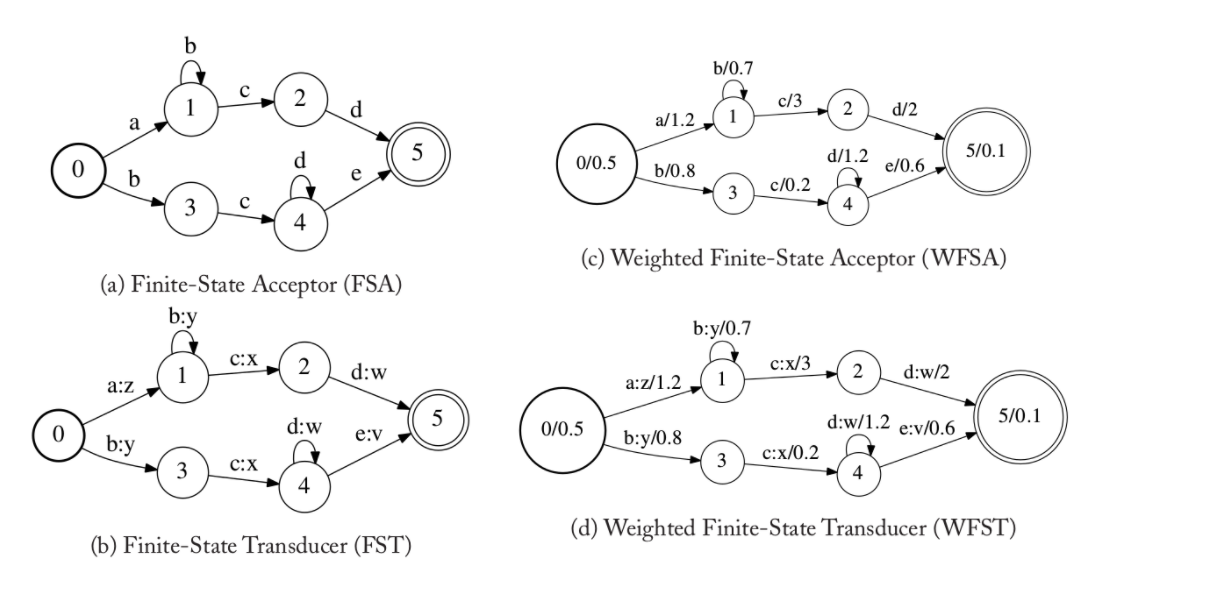 b
a
1
c
2
d
0
5
b
3
c
d
4
e
(a) Finite-State Acceptor (FSA)
b:y
a:z
1
c:x
2
d:w
0
5
b:y
3
c:x
d:w
4
e:v
(b) Finite-State Transducer (FST)
b/0.7
a/1.2
1
c/3
2
d/2
0/0.5
5/0.1
b/0.8
3
c/0.2
d/1.2
4
e/0.6
(c) Weighted Finite-State Acceptor (WFSA)
b:y/0.7
a:z/1.2
1
c:x/3
2
d:w/2
0/0.5
5/0.1
b:y/0.8
3
c:x/0.2
d:w/1.2
4
e:v/0.6
(d) Weighted Finite-State Transducer (WFST)